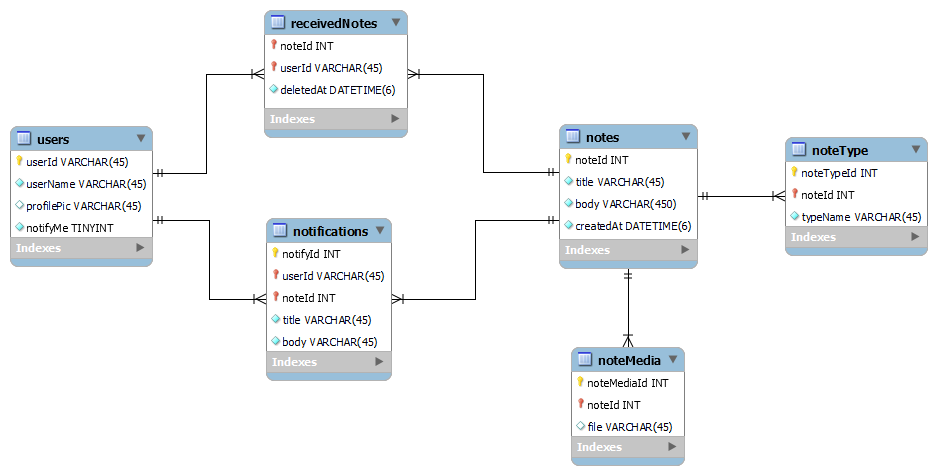 receivedNotes
noteId INT
userId VARCHAR(45)
deletedAt DATETIME(6)
Indexes
users
userId VARCHAR(45)
userName VARCHAR(45)
profilePic VARCHAR(45)
notifyMe TINYINT
Indexes
notifications
notifyId INT
userId VARCHAR(45)
noteId INT
title VARCHAR(45)
body VARCHAR(45)
Indexes
notes
noteId INT
title VARCHAR(45)
body VARCHAR(450)
createdAt DATETIME(6)
Indexes
noteType
noteTypeId INT
noteId INT
typeName VARCHAR(45)
Indexes
noteMedia
noteMediaId INT
noteId INT
file VARCHAR(45)
Indexes